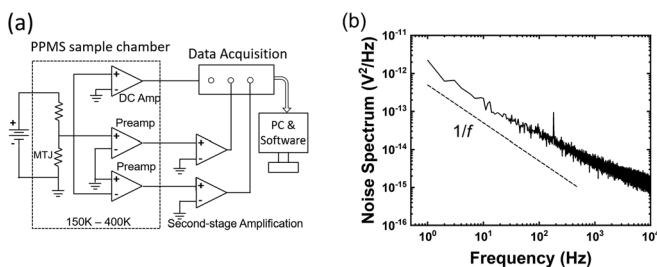 (a)
PPMS sample chamber
Data Acquisition
+
-
DC Amp
+
-
Preamp
+
-
MTJ
Preamp
+
-
+
-
+
-
PC &
Software
150K – 400K
Second-stage Amplification
(b)
Noise Spectrum (V²/Hz)
10⁻¹¹
10⁻¹²
10⁻¹³
10⁻¹⁴
10⁻¹⁵
10⁻¹⁶
1/f
10⁰ 10¹ 10² 10³ 10⁴
Frequency (Hz)